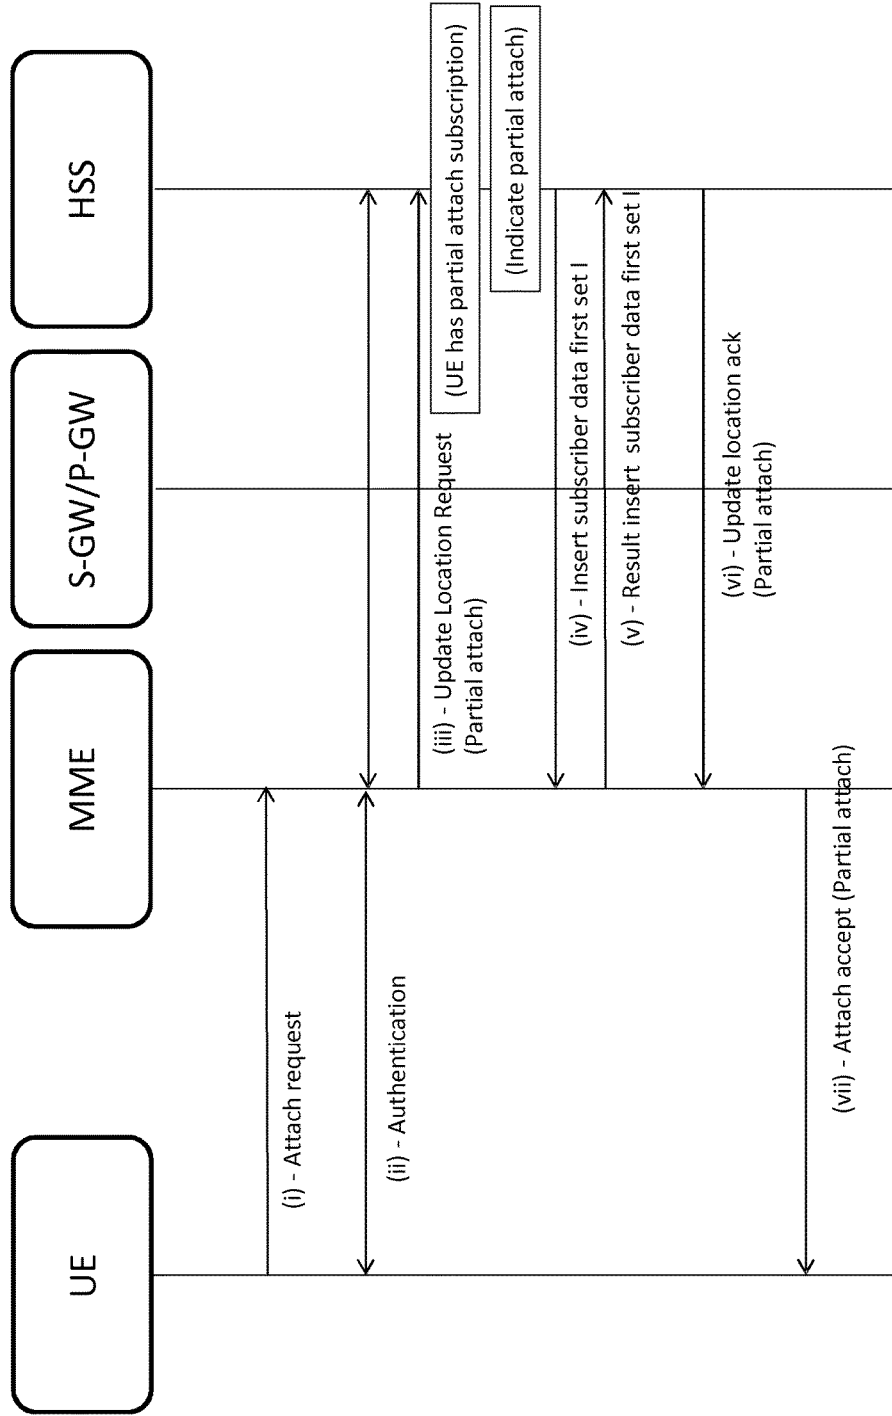 UE
MME
S-GW/P-GW
HSS
(i) - Attach request
(ii) - Authentication
(iii) - Update Location Request
(Partial attach)
(UE has partial attach subscription)
(Indicate partial attach)
(iv) - Insert subscriber data first set I
(v) - Result insert subscriber data first set I
(vi) - Update location ack
(Partial attach)
(vii) - Attach accept (Partial attach)